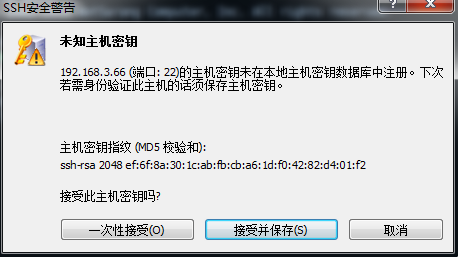 SSH安全警告
未知主机密钥
192.168.3.66 (端口: 22)的主机密钥未在本地主机密钥数据库中注册。下次
若需身份验证此主机的话须保存主机密钥。
主机密钥指纹 (MD5 校验和):
ssh-rsa 2048 ef:6f:8a:30:1c:ab:fb:cb:a6:1d:f0:42:82:d4:01:f2
接受此主机密钥吗?
一次性接受(O)
接受并保存(S)
取消